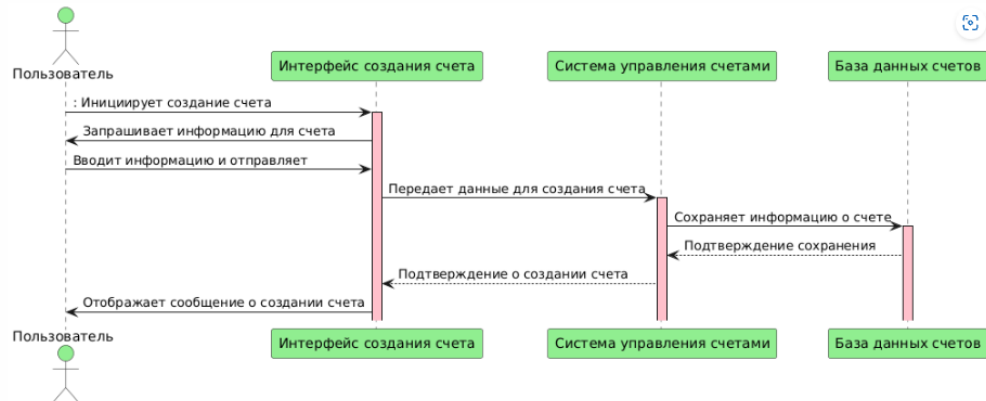 Пользователь
Интерфейс создания счета
Система управления счетами
База данных счетов
: Инициирует создание счета
Запрашивает информацию для счета
Вводит информацию и отправляет
Передает данные для создания счета
Сохраняет информацию о счете
Подтверждение сохранения
Подтверждение о создании счета
Отображает сообщение о создании счета
Пользователь
Интерфейс создания счета
Система управления счетами
База данных счетов